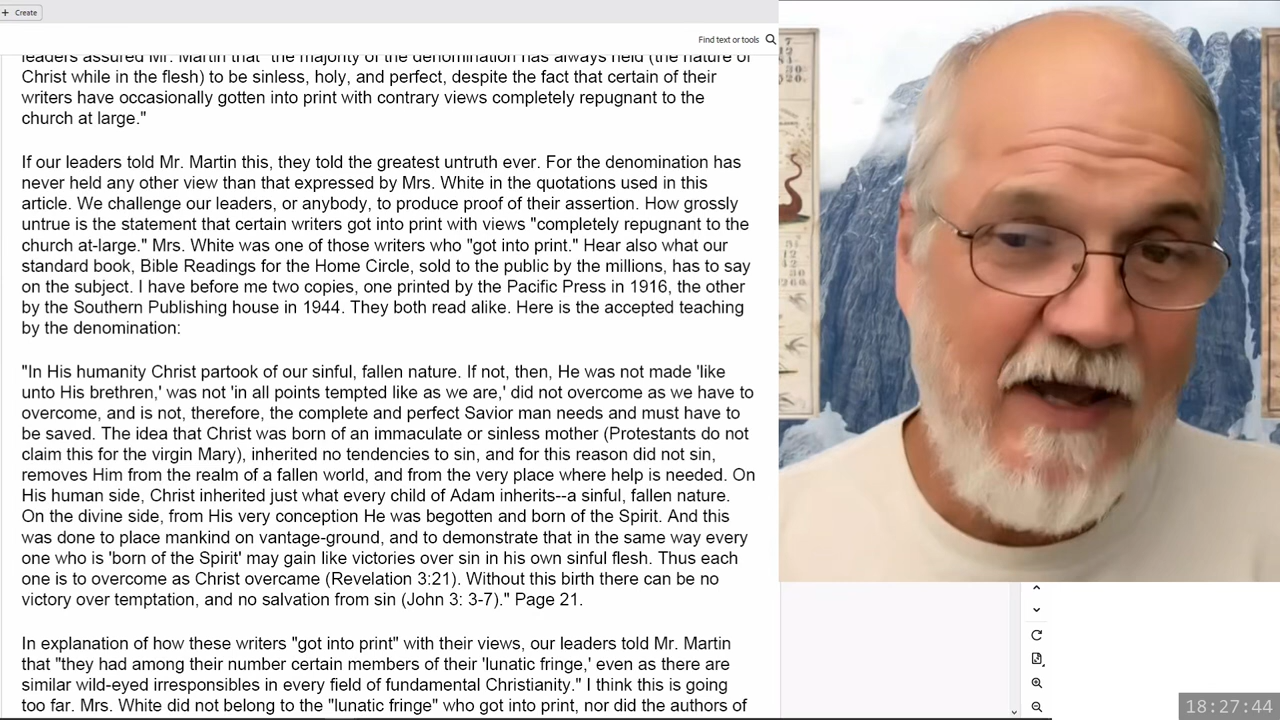 Create
Find text or tools
leaders assured Mr. Martin that "the majority of the denomination has always held (the nature of
Christ while in the flesh) to be sinless, holy, and perfect, despite the fact that certain of their
writers have occasionally gotten into print with contrary views completely repugnant to the
church at large."
If our leaders told Mr. Martin this, they told the greatest untruth ever. For the denomination has
never held any other view than that expressed by Mrs. White in the quotations used in this
article. We challenge our leaders, or anybody, to produce proof of their assertion. How grossly
untrue is the statement that certain writers got into print with views "completely repugnant to the
church at-large." Mrs. White was one of those writers who "got into print." Hear also what our
standard book, Bible Readings for the Home Circle, sold to the public by the millions, has to say
on the subject. I have before me two copies, one printed by the Pacific Press in 1916, the other
by the Southern Publishing house in 1944. They both read alike. Here is the accepted teaching
by the denomination:
"In His humanity Christ partook of our sinful, fallen nature. If not, then, He was not made 'like
unto His brethren,' was not 'in all points tempted like as we are,' did not overcome as we have to
overcome, and is not, therefore, the complete and perfect Savior man needs and must have to
be saved. The idea that Christ was born of an immaculate or sinless mother (Protestants do not
claim this for the virgin Mary), inherited no tendencies to sin, and for this reason did not sin,
removes Him from the realm of a fallen world, and from the very place where help is needed. On
His human side, Christ inherited just what every child of Adam inherits--a sinful, fallen nature.
On the divine side, from His very conception He was begotten and born of the Spirit. And this
was done to place mankind on vantage-ground, and to demonstrate that in the same way every
one who is 'born of the Spirit' may gain like victories over sin in his own sinful flesh. Thus each
one is to overcome as Christ overcame (Revelation 3:21). Without this birth there can be no
victory over temptation, and no salvation from sin (John 3: 3-7)." Page 21.
In explanation of how these writers "got into print" with their views, our leaders told Mr. Martin
that "they had among their number certain members of their 'lunatic fringe,' even as there are
similar wild-eyed irresponsibles in every field of fundamental Christianity." I think this is going
too far. Mrs. White did not belong to the "lunatic fringe" who got into print, nor did the authors of
18:27:44